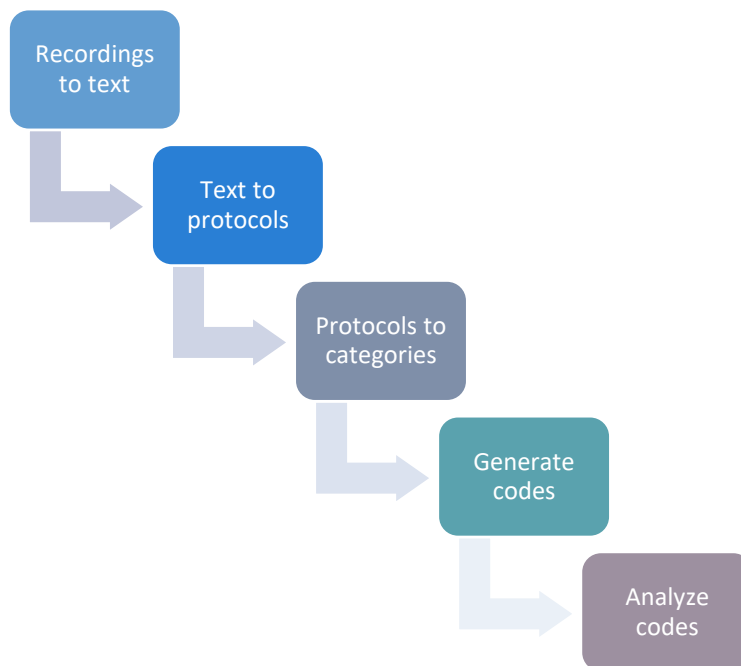 Recordings
to text
Text to
protocols
Protocols to
categories
Generate
codes
Analyze
codes